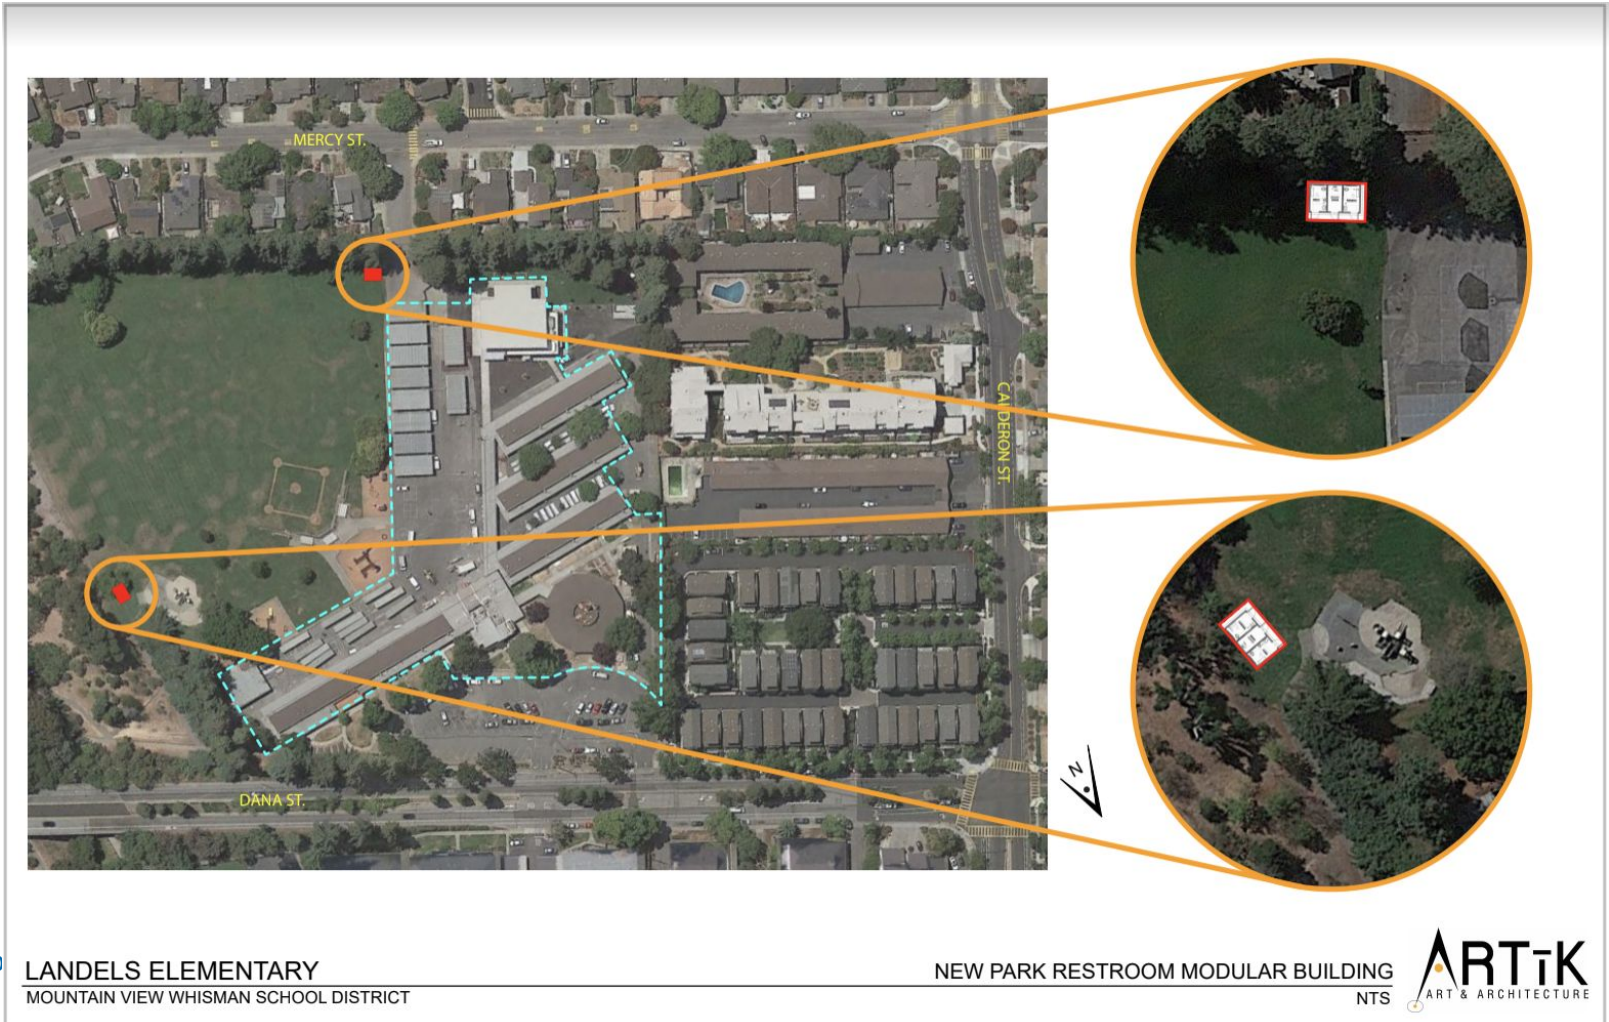 MERCY ST.
CALDERON ST.
DANA ST.
N
LANDELS ELEMENTARY
MOUNTAIN VIEW WHISMAN SCHOOL DISTRICT
NEW PARK RESTROOM MODULAR BUILDING
NTS
ARTiK
ART & ARCHITECTURE